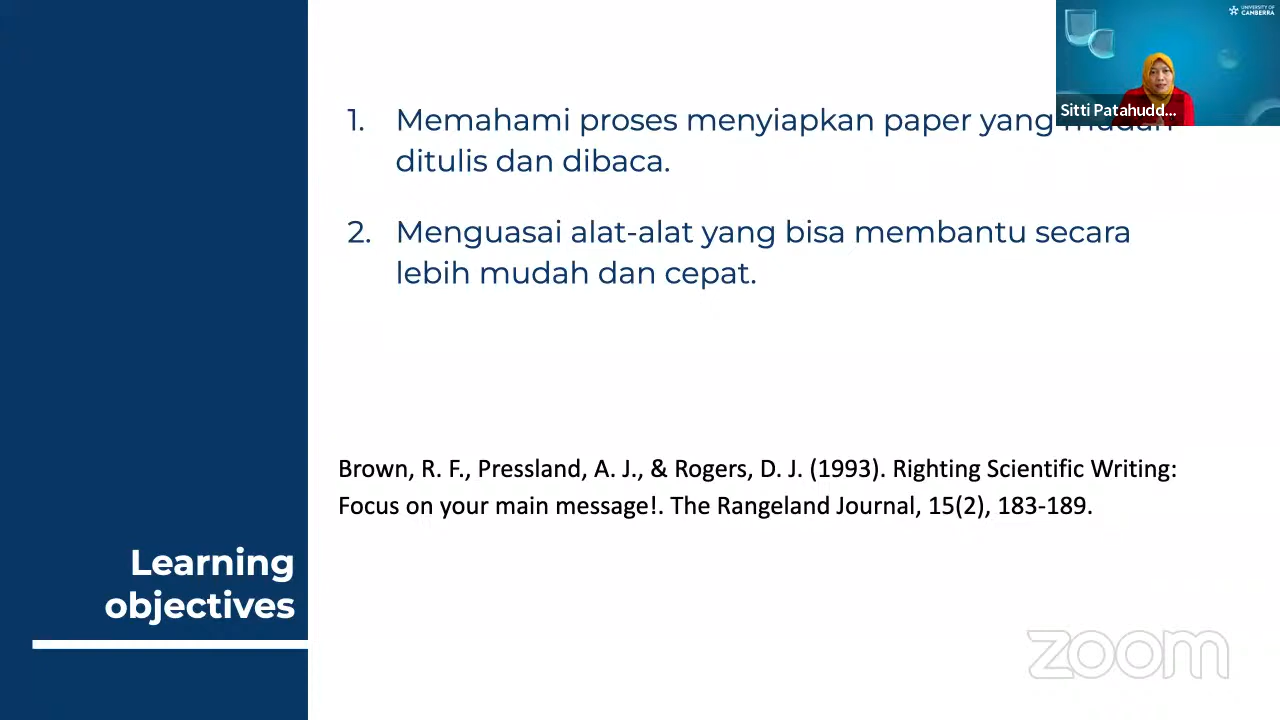 UNIVERSITY OF
CANBERRA
Sitti Patahudd...
1. Memahami proses menyiapkan paper yang mudah
ditulis dan dibaca.
2. Menguasai alat-alat yang bisa membantu secara
lebih mudah dan cepat.
Brown, R. F., Pressland, A. J., & Rogers, D. J. (1993). Righting Scientific Writing:
Focus on your main message!. The Rangeland Journal, 15(2), 183-189.
Learning
objectives
zoom